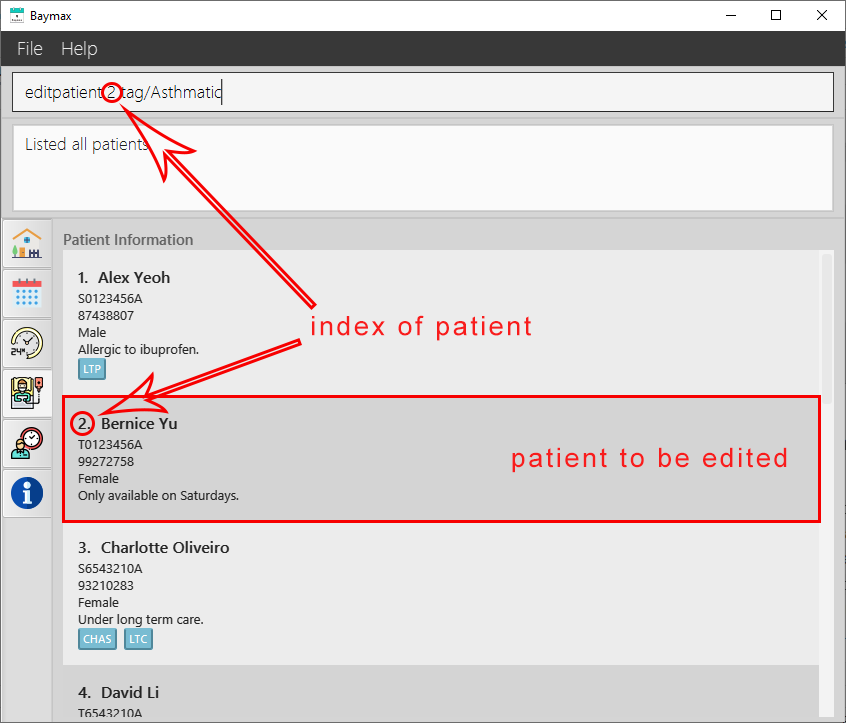 Baymax
File Help
editpatient 2 tag/Asthmatic
Listed all patients
Patient Information
1. Alex Yeoh
S0123456A
87438807
Male
Allergic to ibuprofen.
LTP
index of patient
2. Bernice Yu
T0123456A
99272758
Female
Only available on Saturdays.
patient to be edited
3. Charlotte Oliveiro
S6543210A
93210283
Female
Under long term care.
CHAS LTC
4. David Li
T6543210A
24